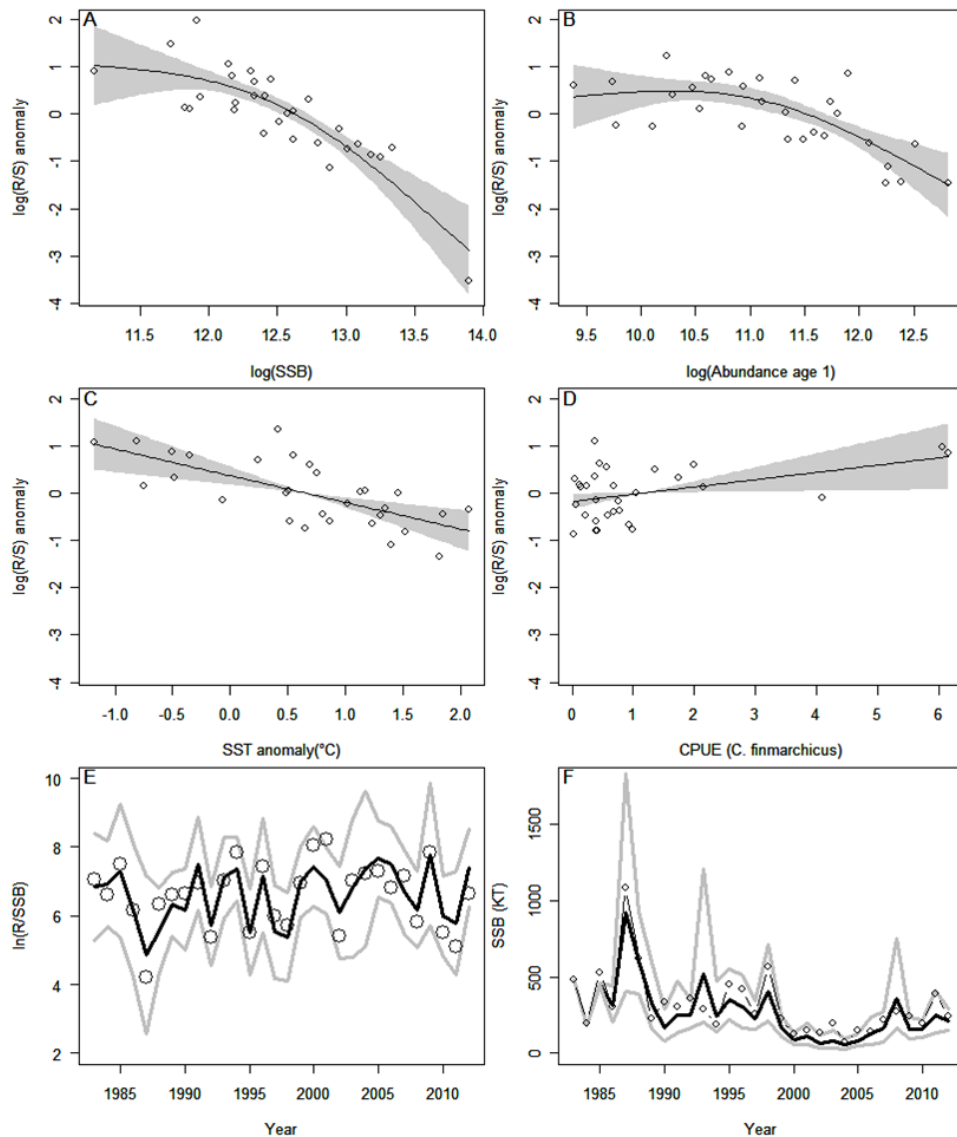 A
B
log(R/S) anomaly
log(R/S) anomaly
2
1
0
-1
-2
-3
-4
2
1
0
-1
-2
-3
-4
11.5 12.0 12.5 13.0 13.5 14.0
9.5 10.0 10.5 11.0 11.5 12.0 12.5
log(SSB)
log(Abundance age 1)
C
D
log(R/S) anomaly
log(R/S) anomaly
2
1
0
-1
-2
-3
-4
2
1
0
-1
-2
-3
-4
-1.0 -0.5 0.0 0.5 1.0 1.5 2.0
0 1 2 3 4 5 6
SST anomaly(°C)
CPUE (C. finmarchicus)
E
F
ln(R/SSB)
SSB (KT)
10
8
6
4
2
1500
1000
500
0
1985 1990 1995 2000 2005 2010
1985 1990 1995 2000 2005 2010
Year
Year